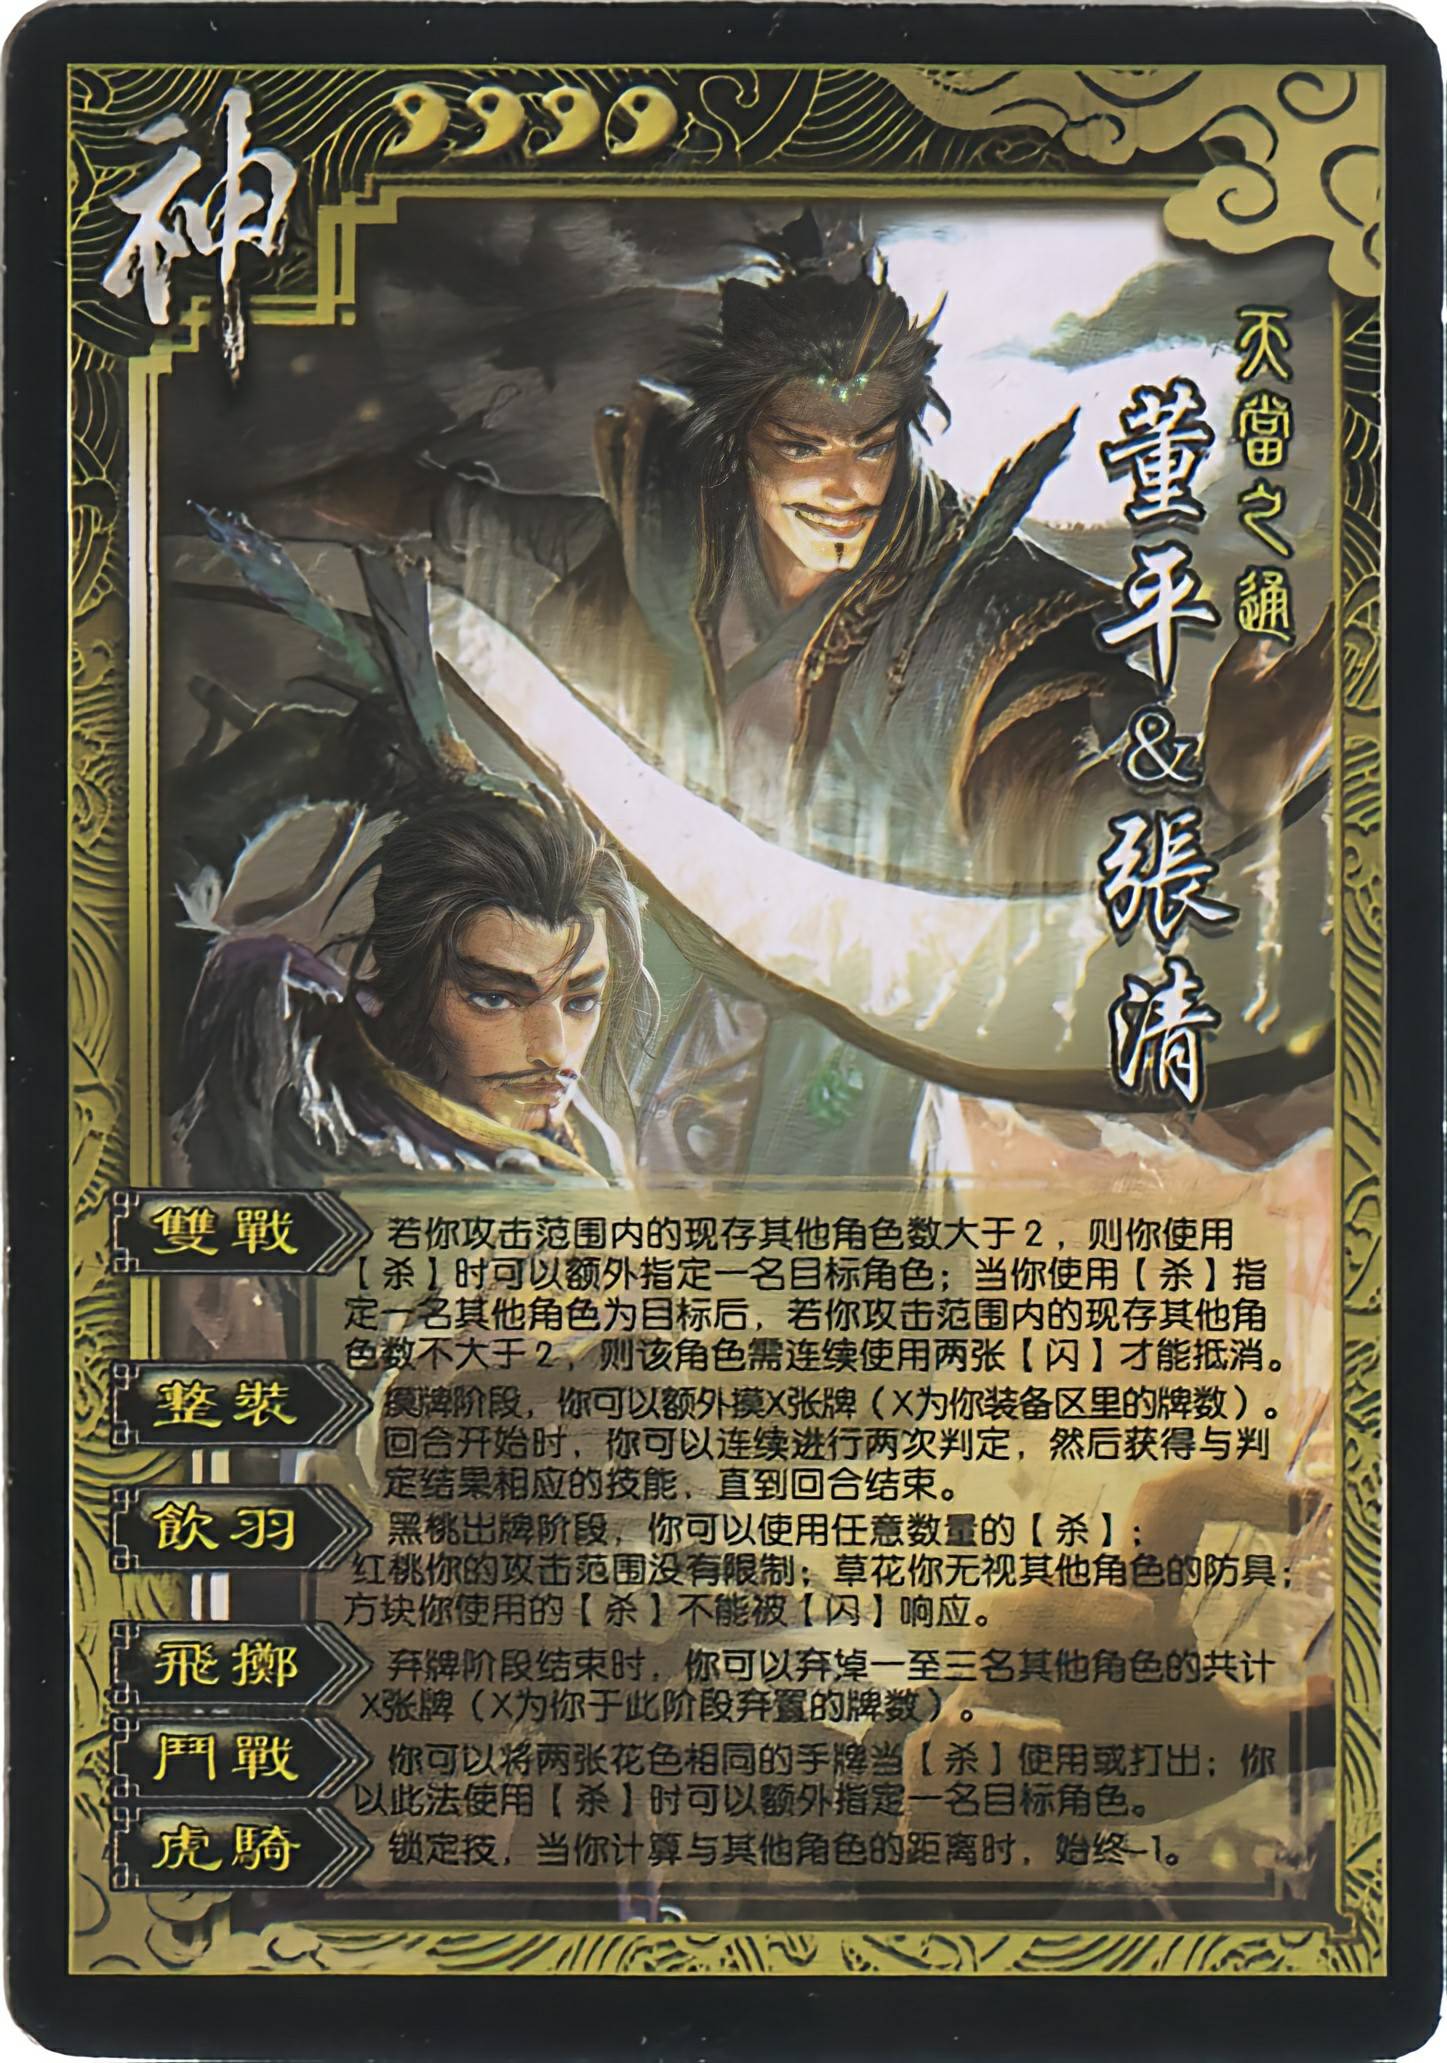 神
天當之通
董平&張清
雙戰
若你攻击范围内的现存其他角色数大于2，则你使用
【杀】时可以额外指定一名目标角色；当你使用【杀】指
定一名其他角色为目标后，若你攻击范围内的现存其他角
色数不大于2，则该角色需连续使用两张【闪】才能抵消。
整裝
摸牌阶段，你可以额外摸X张牌（X为你装备区里的牌数）。
回合开始时，你可以连续进行两次判定，然后获得与判
定结果相应的技能，直到回合结束。
飲羽
黑桃出牌阶段，你可以使用任意数量的【杀】；
红桃你的攻击范围没有限制；草花你无视其他角色的防具；
方块你使用的【杀】不能被【闪】响应。
飛擲
弃牌阶段结束时，你可以弃掉一至三名其他角色的共计
X张牌（X为你于此阶段弃置的牌数）。
鬥戰
你可以将两张花色相同的手牌当【杀】使用或打出；你
以此法使用【杀】时可以额外指定一名目标角色。
虎騎
锁定技，当你计算与其他角色的距离时，始终-1。